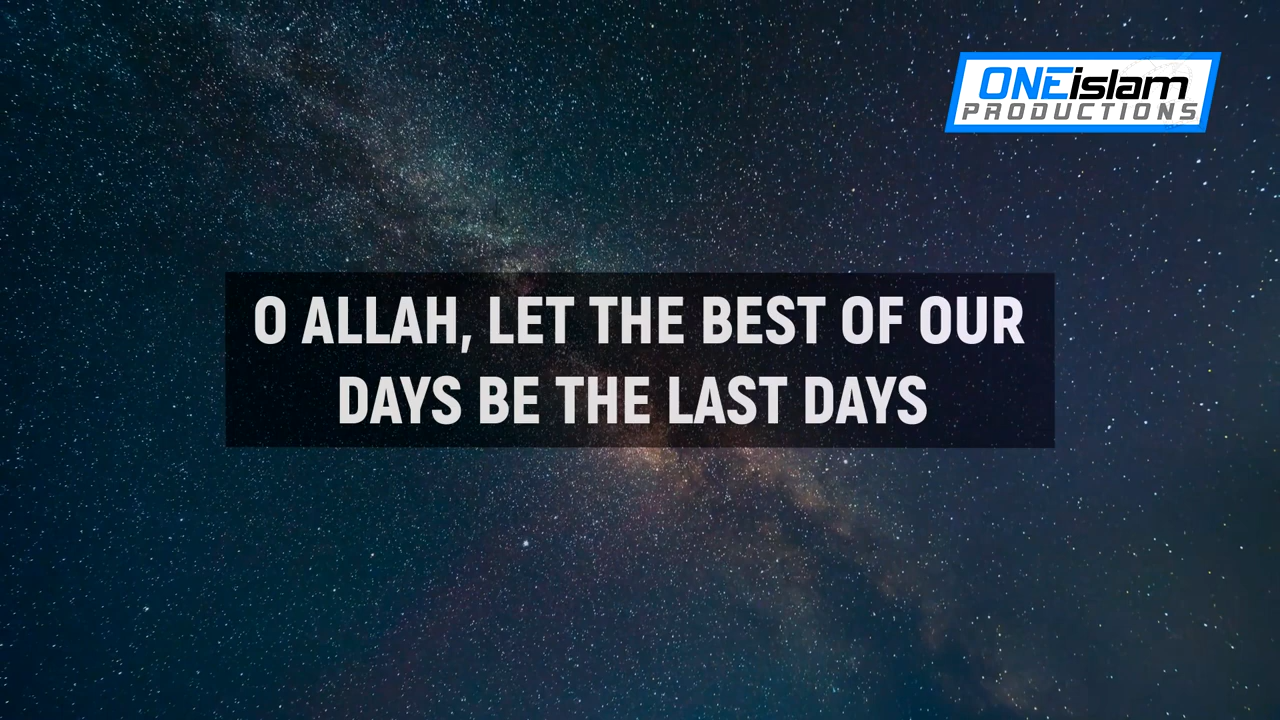 ONEislam
PRODUCTIONS
O ALLAH, LET THE BEST OF OUR
DAYS BE THE LAST DAYS